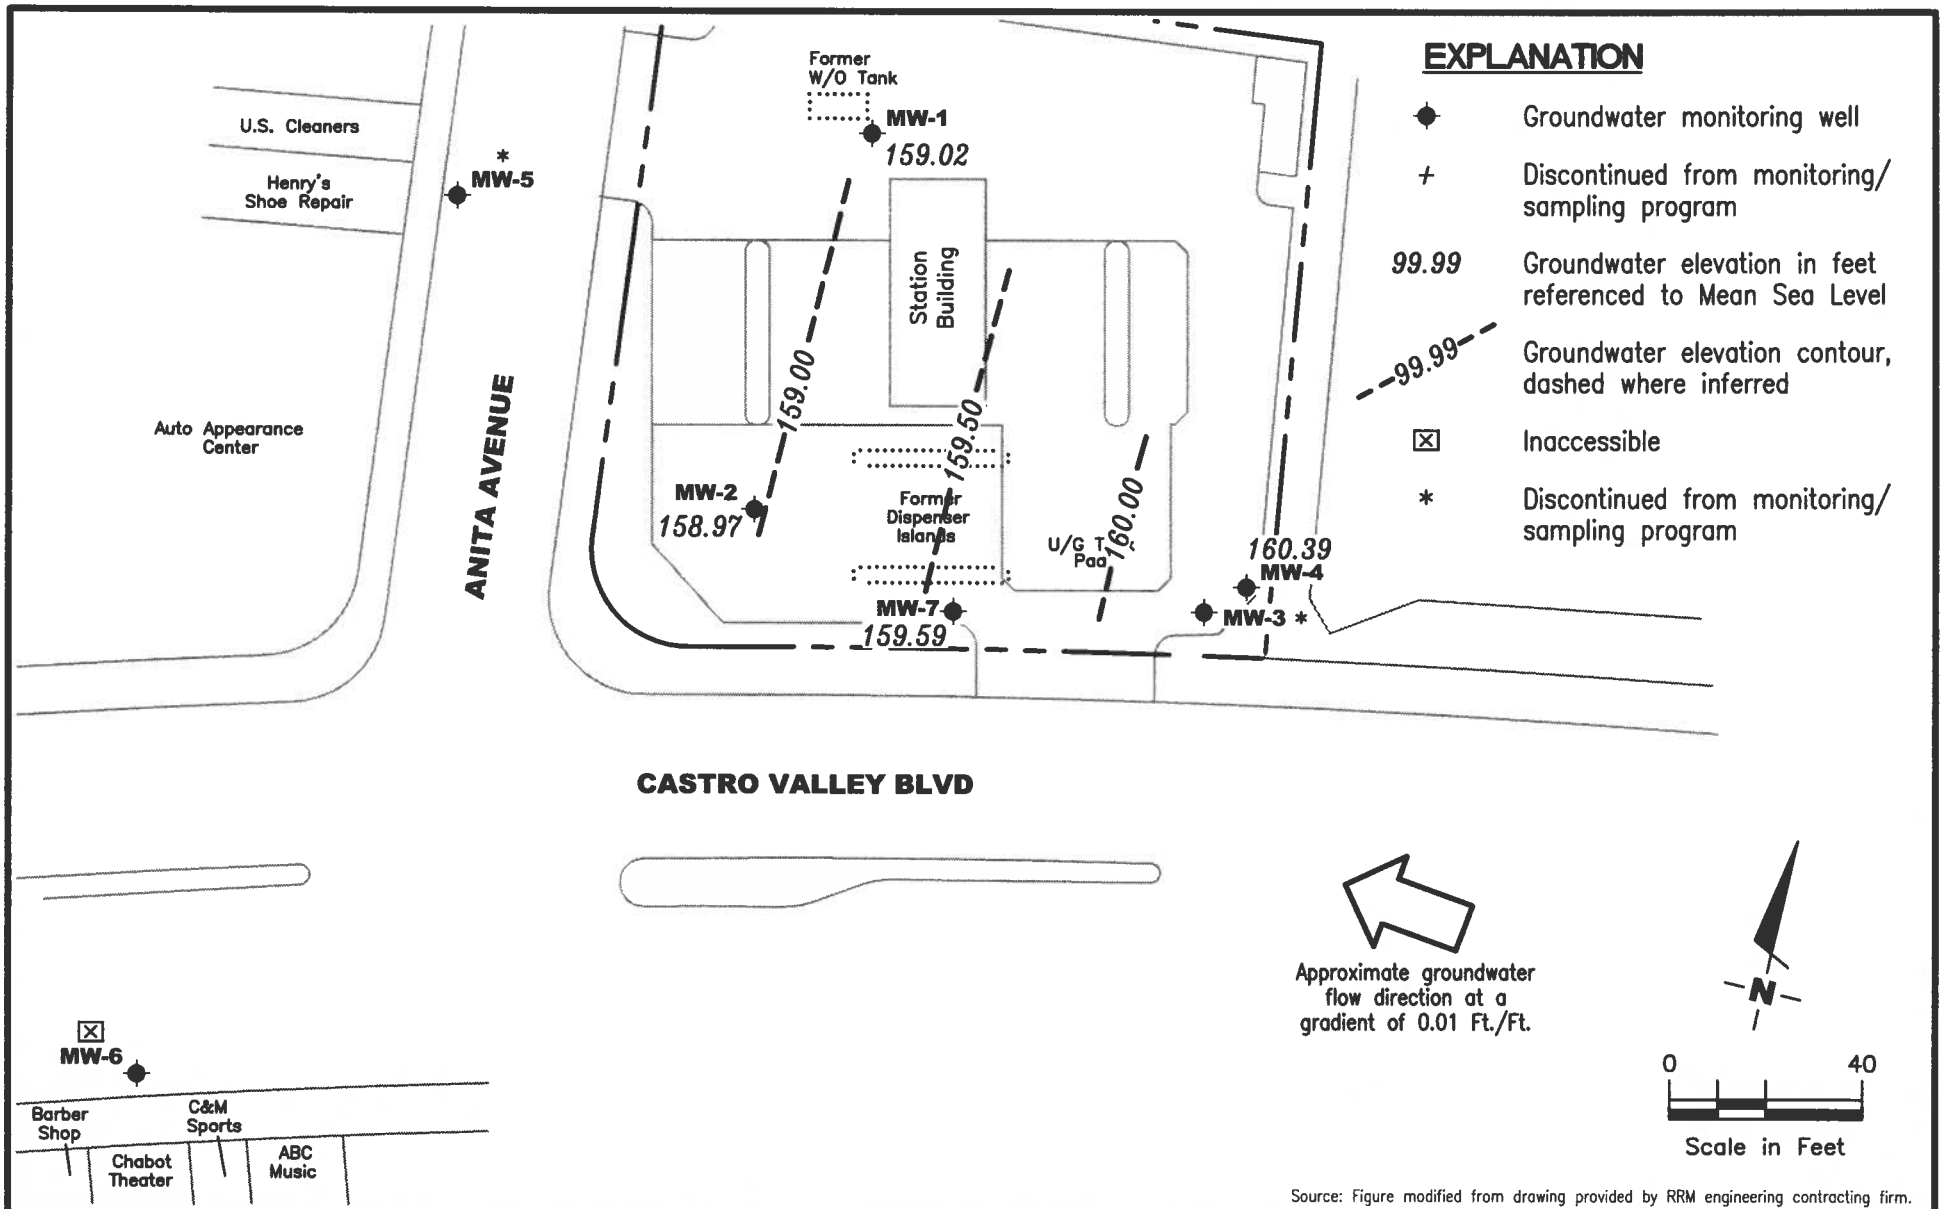 EXPLANATION
Groundwater monitoring well
Discontinued from monitoring/
sampling program
99.99
Groundwater elevation in feet
referenced to Mean Sea Level
99.99
Groundwater elevation contour,
dashed where inferred
Inaccessible
*
Discontinued from monitoring/
sampling program
Former
W/O Tank
MW-1
159.02
U.S. Cleaners
Henry's
Shoe Repair
*
MW-5
Station
Building
159.00
159.50
160.00
Auto Appearance
Center
ANITA AVENUE
MW-2
158.97
Former
Dispenser
Islands
U/G
Pad
160.39
MW-4
MW-3 *
MW-7
159.59
CASTRO VALLEY BLVD
Approximate groundwater
flow direction at a
gradient of 0.01 Ft./Ft.
N
0 40
Scale in Feet
MW-6
Barber
Shop
C&M
Sports
Chabot
Theater
ABC
Music
Source: Figure modified from drawing provided by RRM engineering contracting firm.